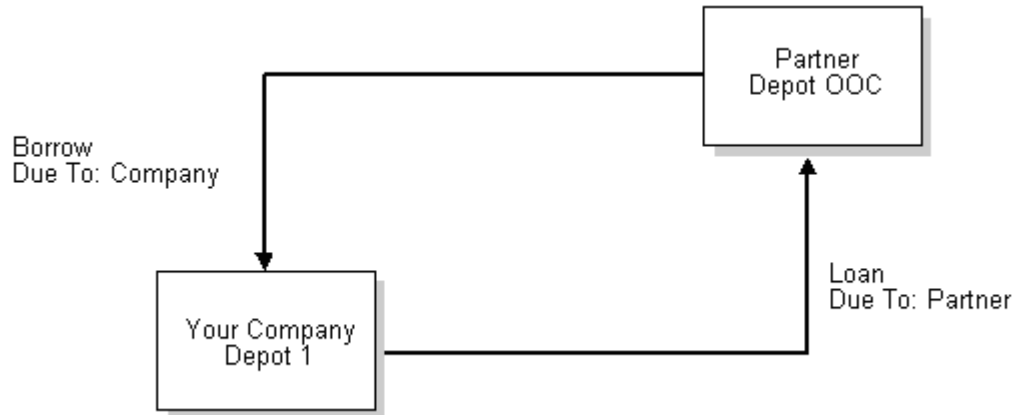 Partner
Depot OOC
Borrow
Due To: Company
Loan
Due To: Partner
Your Company
Depot 1